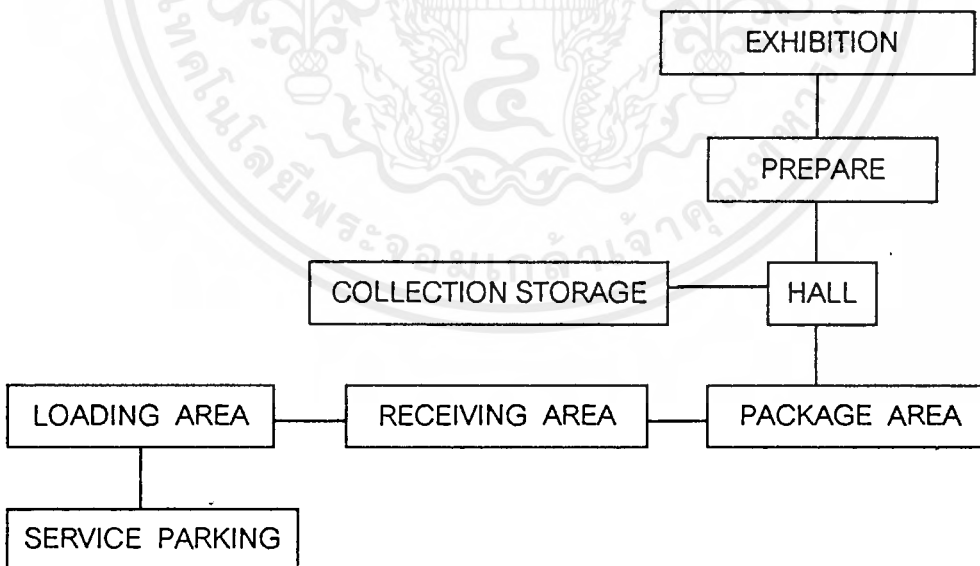 EXHIBITION
PREPARE
COLLECTION STORAGE
HALL
LOADING AREA
RECEIVING AREA
PACKAGE AREA
SERVICE PARKING